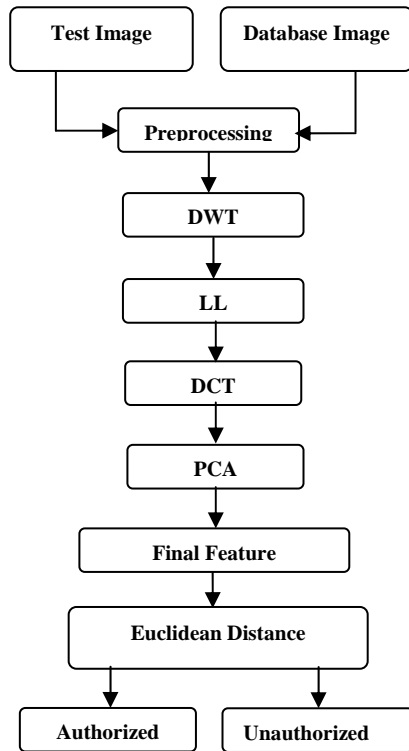 Test Image
Database Image
Preprocessing
DWT
LL
DCT
PCA
Final Feature
Euclidean Distance
Authorized
Unauthorized